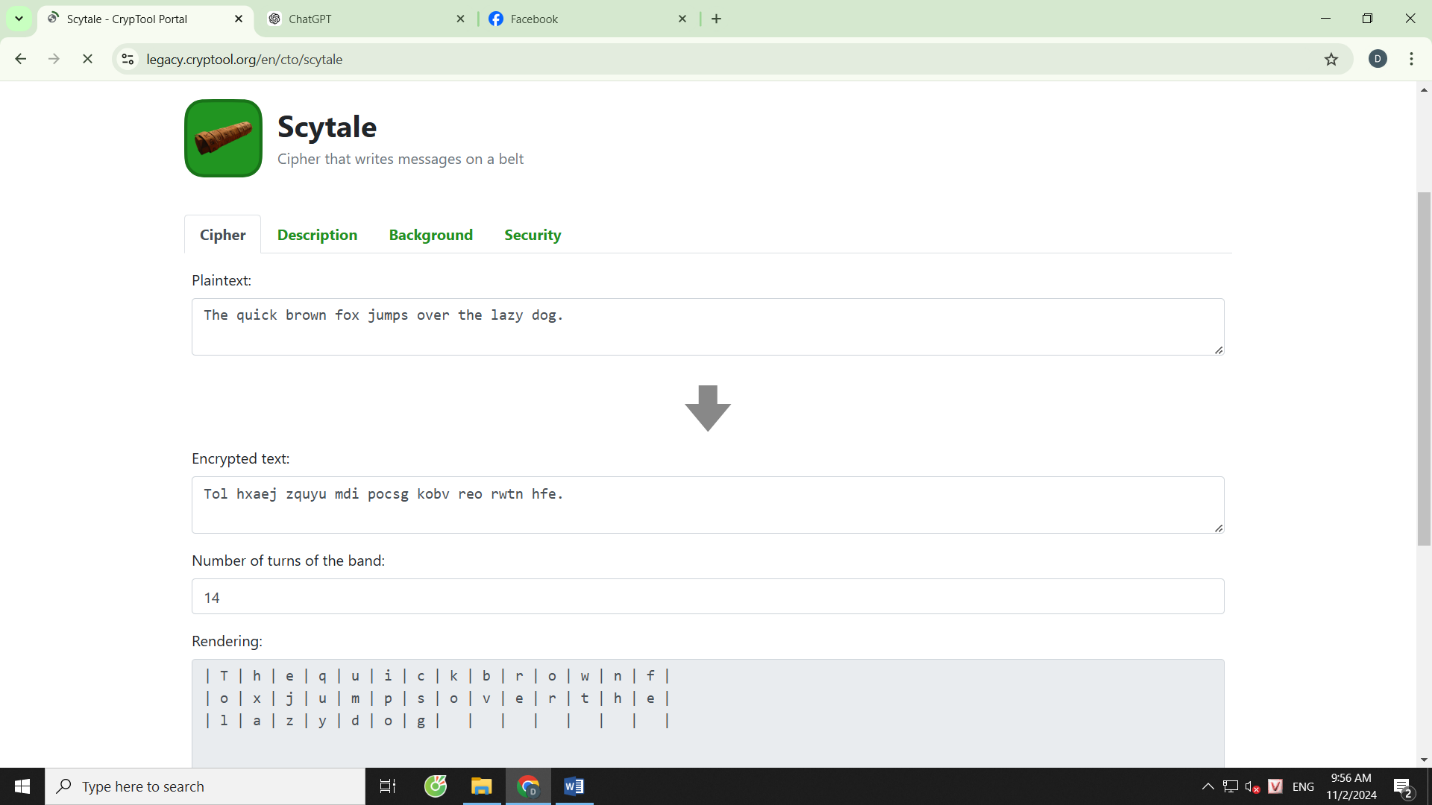 Scytale - CrypTool Portal
ChatGPT
Facebook
legacy.cryptool.org/en/cto/scytale
D
Scytale
Cipher that writes messages on a belt
Cipher Description Background Security
Plaintext:
The quick brown fox jumps over the lazy dog.
Encrypted text:
Tol hxaej zquyu mdi pocsg kobv reo rwtn hfe.
Number of turns of the band:
14
Rendering:
| T | h | e | q | u | i | c | k | b | r | o | w | n | f |
| o | x | j | u | m | p | s | o | v | e | r | t | h | e |
| l | a | z | y | d | o | g |   |   |   |   |   |   |   |
Type here to search
V
ENG
9:56 AM
11/2/2024
2